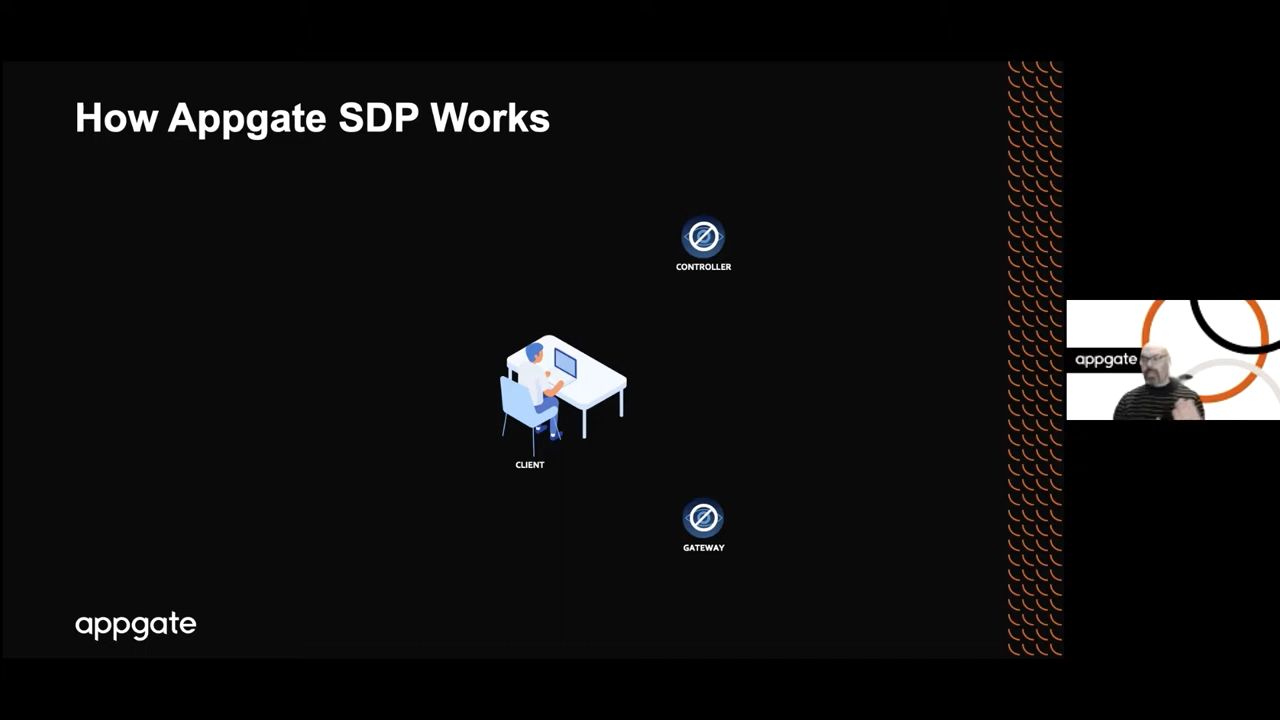 How Appgate SDP Works
CONTROLLER
appgate
CLIENT
GATEWAY
appgate